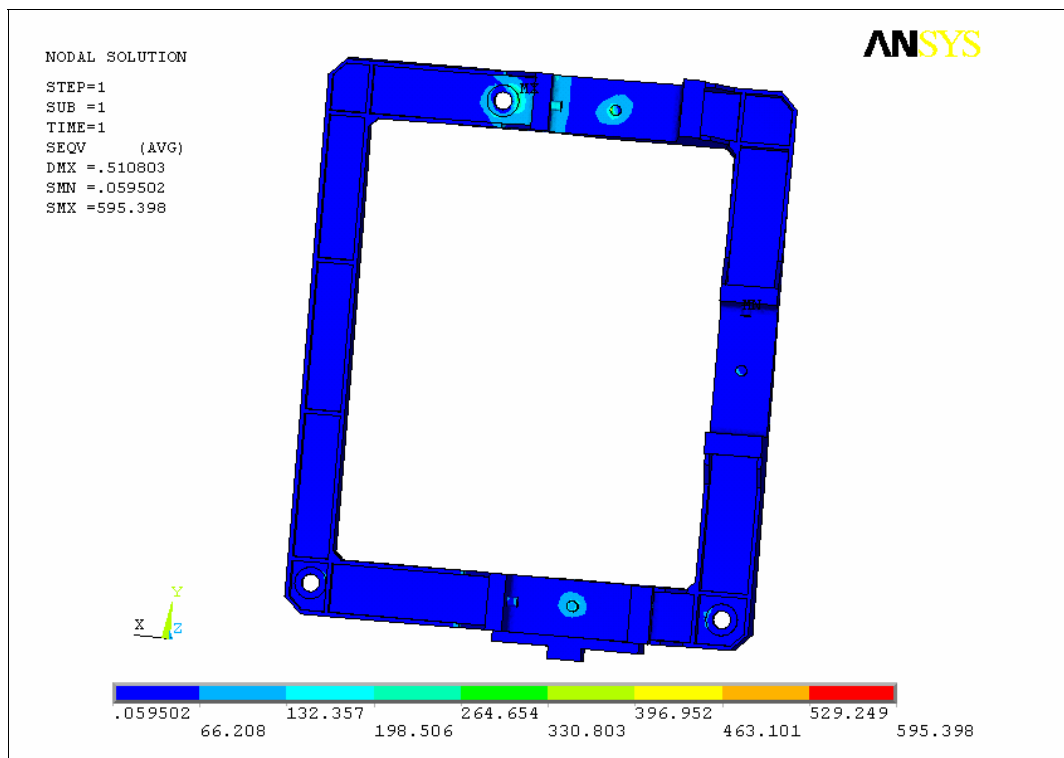 ANSYS
NODAL SOLUTION
STEP=1
SUB =1
TIME=1
SEQV (AVG)
DMX =.510803
SMN =.059502
SMX =595.398
MX
X
Y
Z
.059502 132.357 264.654 396.952 529.249
66.208 198.506 330.803 463.101 595.398